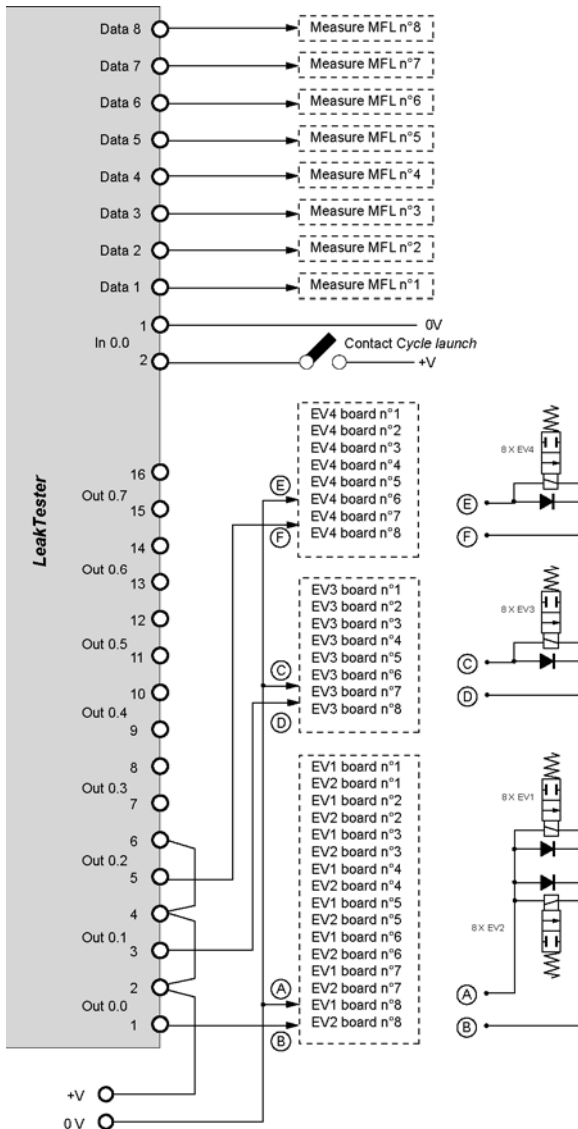 Data 8
Measure MFL n°8
Data 7
Measure MFL n°7
Data 6
Measure MFL n°6
Data 5
Measure MFL n°5
Data 4
Measure MFL n°4
Data 3
Measure MFL n°3
Data 2
Measure MFL n°2
Data 1
Measure MFL n°1
1
0V
In 0.0
Contact Cycle launch
2
+V
LeakTester
16
Out 0.7
15
14
Out 0.6
13
12
Out 0.5
11
10
Out 0.4
9
8
Out 0.3
7
6
Out 0.2
5
4
Out 0.1
3
2
Out 0.0
1
+V
0 V
EV4 board n°1
EV4 board n°2
EV4 board n°3
EV4 board n°4
EV4 board n°5
EV4 board n°6
EV4 board n°7
EV4 board n°8
E
F
EV3 board n°1
EV3 board n°2
EV3 board n°3
EV3 board n°4
EV3 board n°5
EV3 board n°6
EV3 board n°7
EV3 board n°8
C
D
EV1 board n°1
EV2 board n°1
EV1 board n°2
EV2 board n°2
EV1 board n°3
EV2 board n°3
EV1 board n°4
EV2 board n°4
EV1 board n°5
EV2 board n°5
EV1 board n°6
EV2 board n°6
EV1 board n°7
EV2 board n°7
EV1 board n°8
EV2 board n°8
A
B
8 X EV4
E
F
8 X EV3
C
D
8 X EV1
8 X EV2
A
B